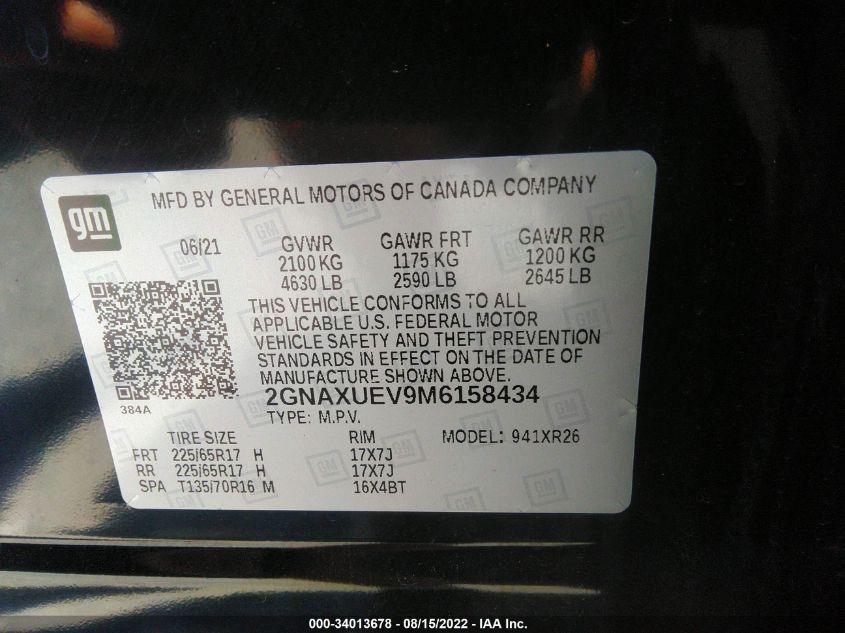 MFD BY GENERAL MOTORS OF CANADA COMPANY
gm
06/21 GVWR GAWR FRT GAWR RR
2100 KG 1175 KG 1200 KG
4630 LB 2590 LB 2645 LB
THIS VEHICLE CONFORMS TO ALL
APPLICABLE U.S. FEDERAL MOTOR
VEHICLE SAFETY AND THEFT PREVENTION
STANDARDS IN EFFECT ON THE DATE OF
MANUFACTURE SHOWN ABOVE.
384A
2GNAXUEV9M6158434
TYPE: M.P.V.
TIRE SIZE RIM MODEL: 941XR26
FRT 225/65R17 H 17X7J
RR 225/65R17 H 17X7J
SPA T135/70R16 M 16X4BT
000-34013678 - 08/15/2022 - IAA Inc.